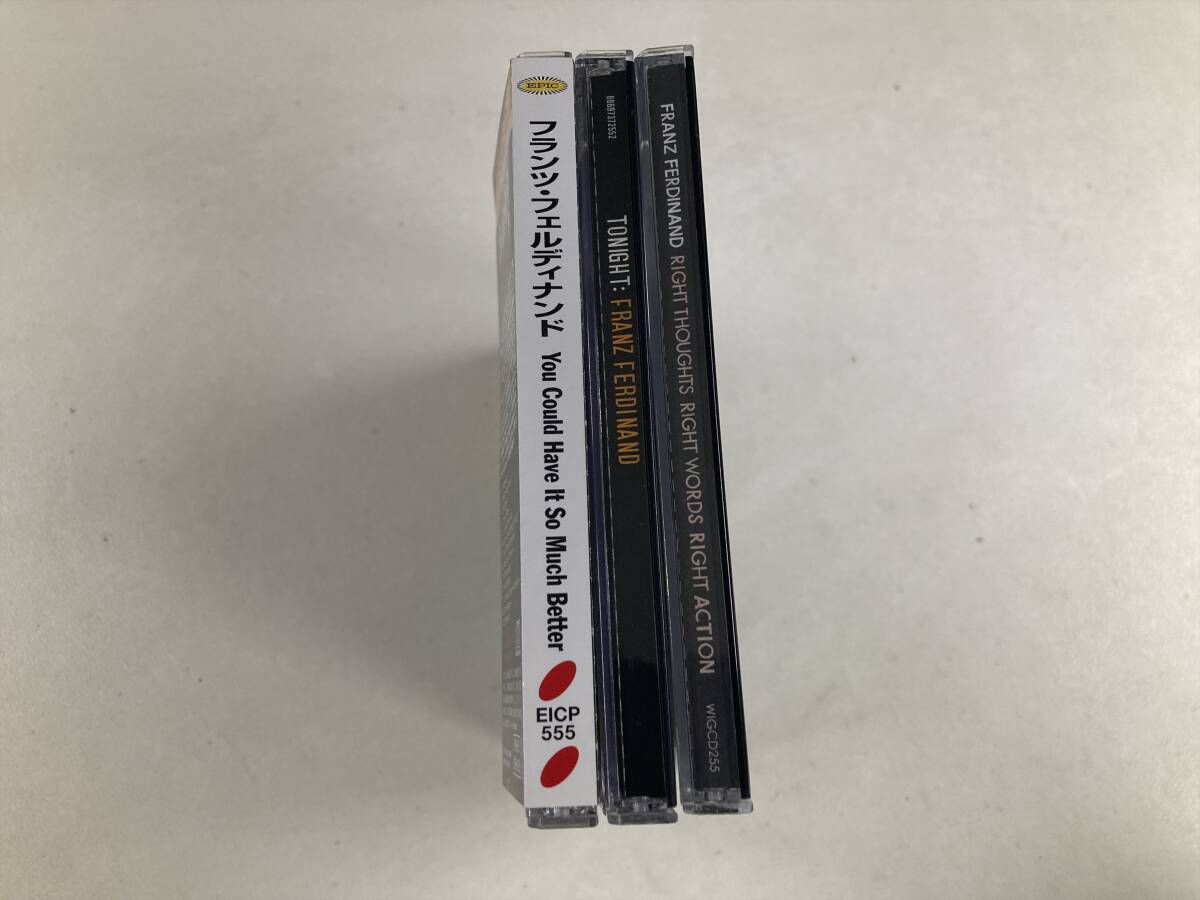 EPIC
フランツ・フェルディナンド You Could Have It So Much Better
EICP
555
88697372552
TONIGHT: FRANZ FERDINAND
FRANZ FERDINAND RIGHT THOUGHTS RIGHT WORDS RIGHT ACTION
WIGCD255